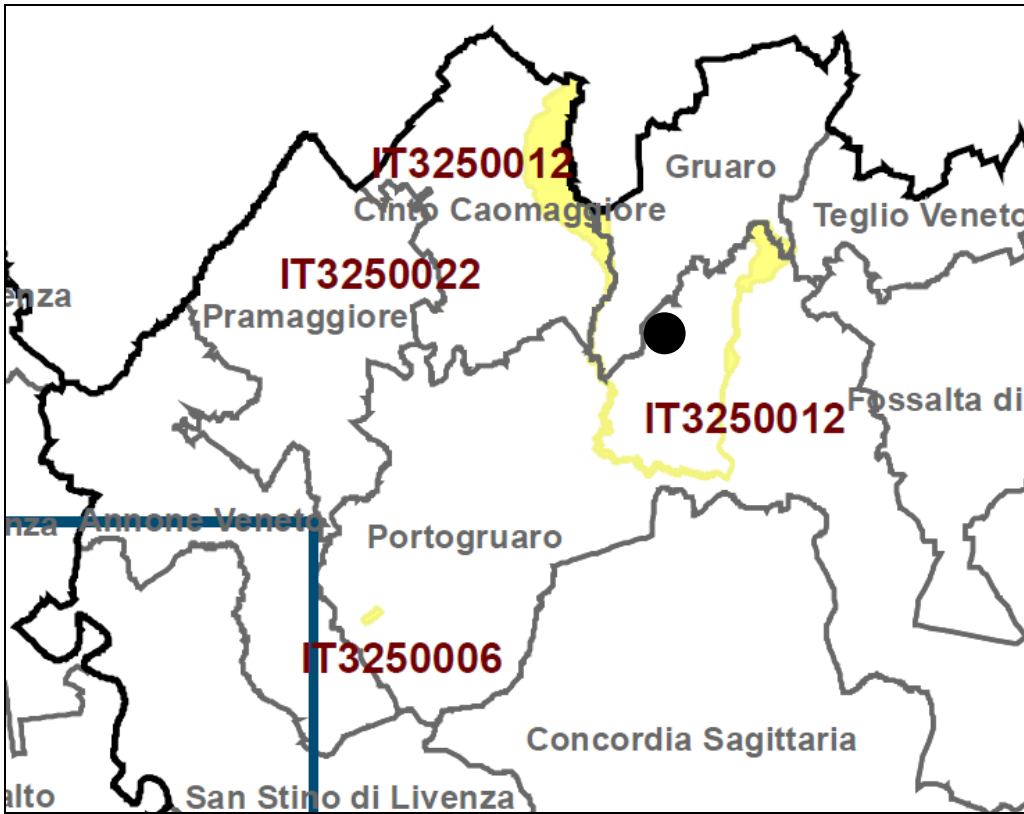 IT3250012
Gruaro
Cinto Caomaggiore
Teglio Veneto
IT3250022
enza
Pramaggiore
IT3250012
Fossalta di
nza
Annone Veneto
Portogruaro
IT3250006
Concordia Sagittaria
alto
San Stino di Livenza